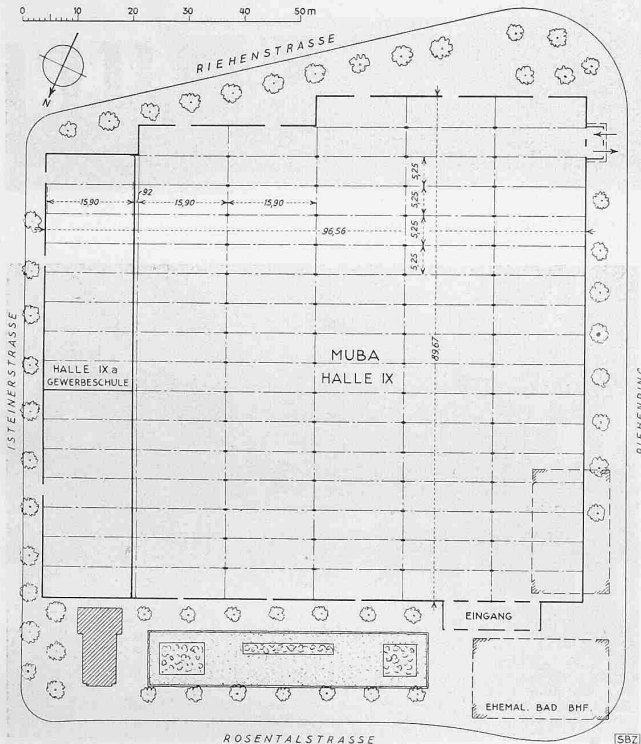 0 10 20 30 40 50 m
RIEHENSTRASSE
N
92
15,90 15,90 15,90
5,25
5,25
5,25
5,25
96,56
89,67
ISTEINERSTRASSE
HALLE IX.a
GEWERBESCHULE
MUBA
HALLE IX
RIEHENRING
EINGANG
EHEMAL. BAD BHF.
ROSENTALSTRASSE
SBZ